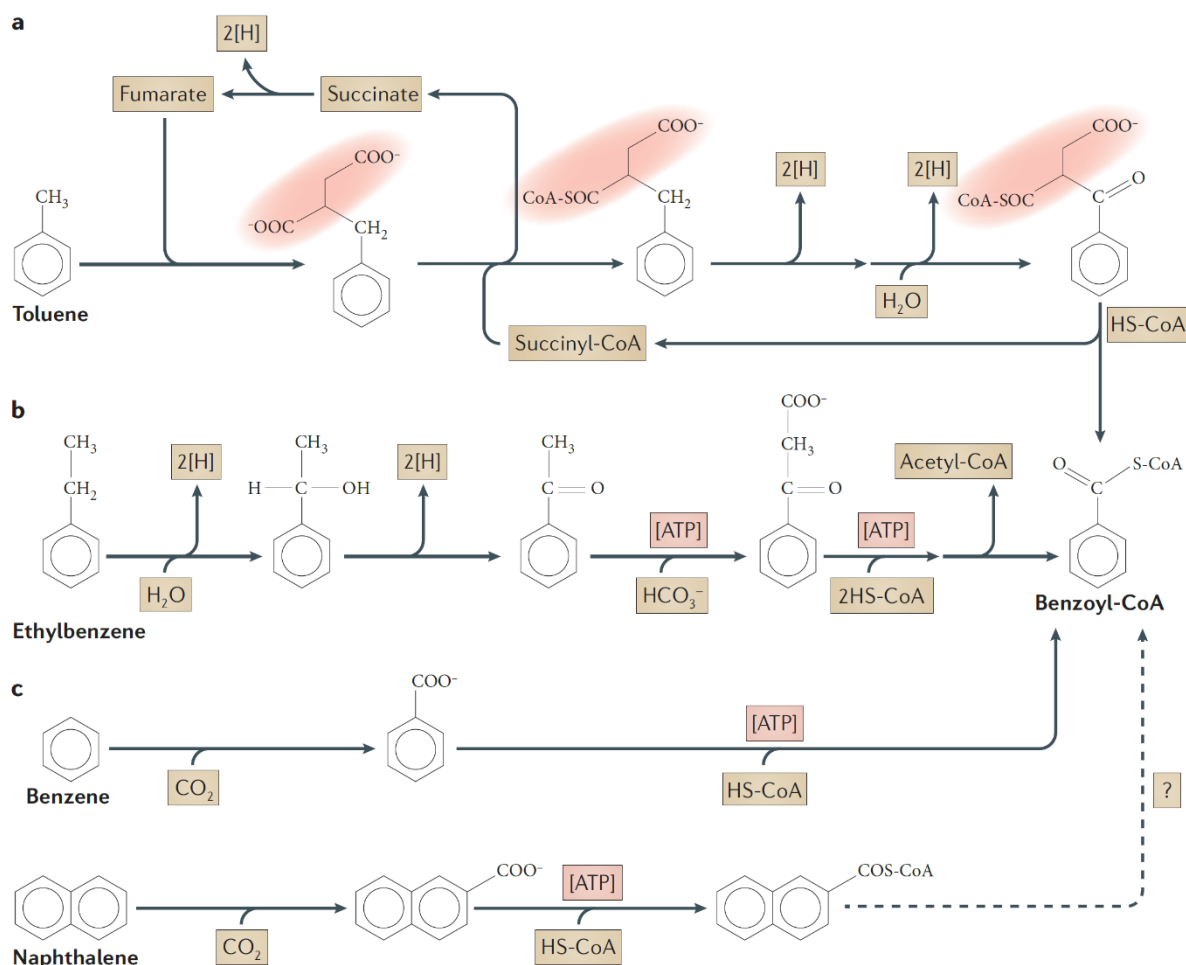 a
2[H]
Fumarate
Succinate
COO⁻
⁻OOC
CH₂
CH₃
Toluene
COO⁻
CoA-SOC
CH₂
2[H]
2[H]
H₂O
COO⁻
CoA-SOC
C
O
HS-CoA
Succinyl-CoA
b
CH₃
CH₂
Ethylbenzene
2[H]
H₂O
CH₃
H C OH
2[H]
CH₃
C O
[ATP]
HCO₃⁻
COO⁻
CH₃
C O
[ATP]
2HS-CoA
Acetyl-CoA
O
C
S-CoA
Benzoyl-CoA
c
Benzene
CO₂
COO⁻
[ATP]
HS-CoA
?
Naphthalene
CO₂
COO⁻
[ATP]
HS-CoA
COS-CoA